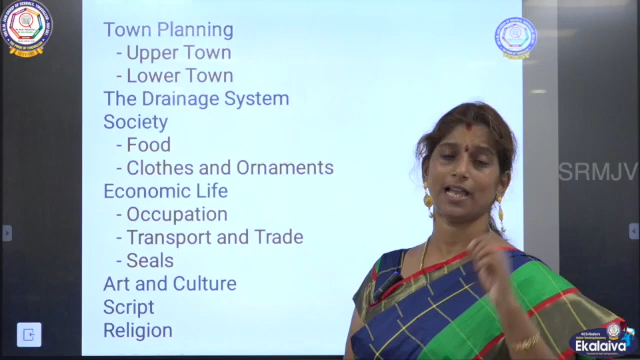 Town Planning
- Upper Town
- Lower Town
The Drainage System
Society
- Food
- Clothes and Ornaments
Economic Life
- Occupation
- Transport and Trade
- Seals
Art and Culture
Script
Religion
SRMJV
Ekalaiva